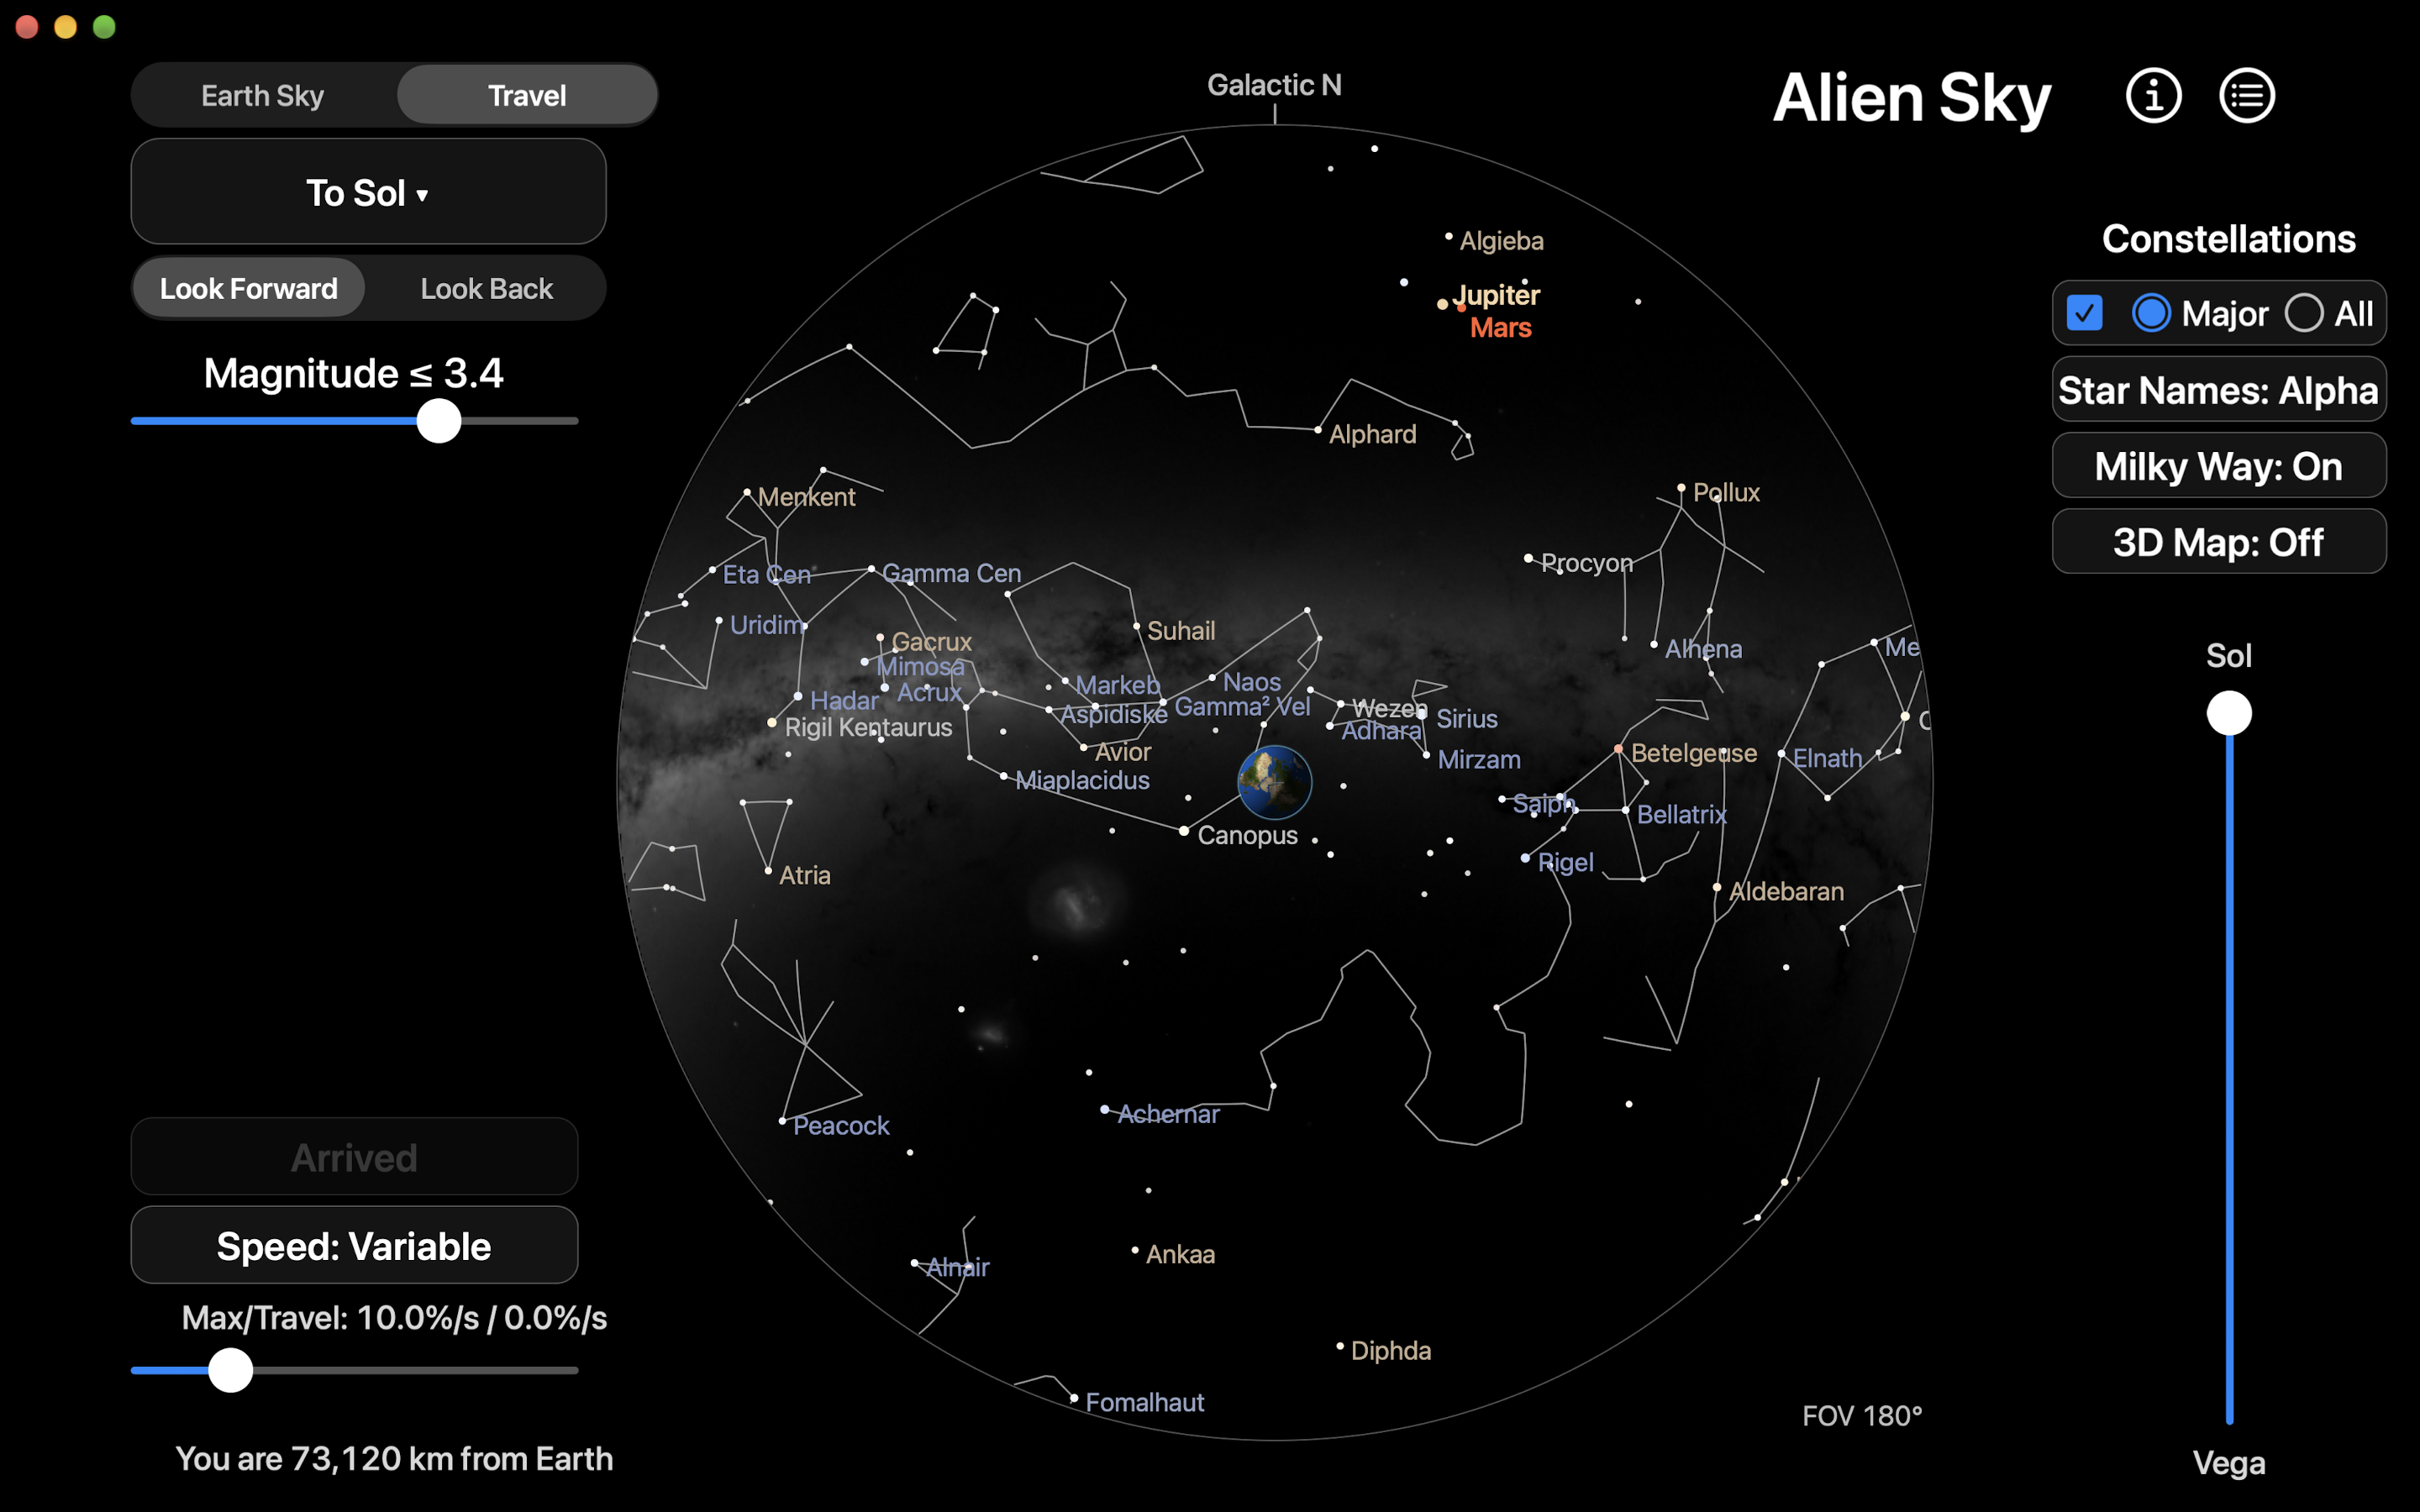 Earth Sky
Travel
To Sol ▾
Look Forward
Look Back
Magnitude ≤ 3.4
Galactic N
Alien Sky
Constellations
Major
All
Star Names: Alpha
Milky Way: On
3D Map: Off
Sol
Vega
Algieba
Jupiter
Mars
Alphard
Menkent
Pollux
Procyon
Eta Cen
Gamma Cen
Uridim
Suhail
Gacrux
Mimosa
Alhena
Me
Hadar
Acrux
Markeb
Naos
Rigil Kentaurus
Aspidiske
Gamma² Vel
Wezen
Sirius
Adhara
C
Avior
Mirzam
Betelgeuse
Elnath
Miaplacidus
Saiph
Bellatrix
Canopus
Rigel
Atria
Aldebaran
Peacock
Achernar
Ankaa
Alnair
Diphda
Fomalhaut
FOV 180°
Arrived
Speed: Variable
Max/Travel: 10.0%/s / 0.0%/s
You are 73,120 km from Earth